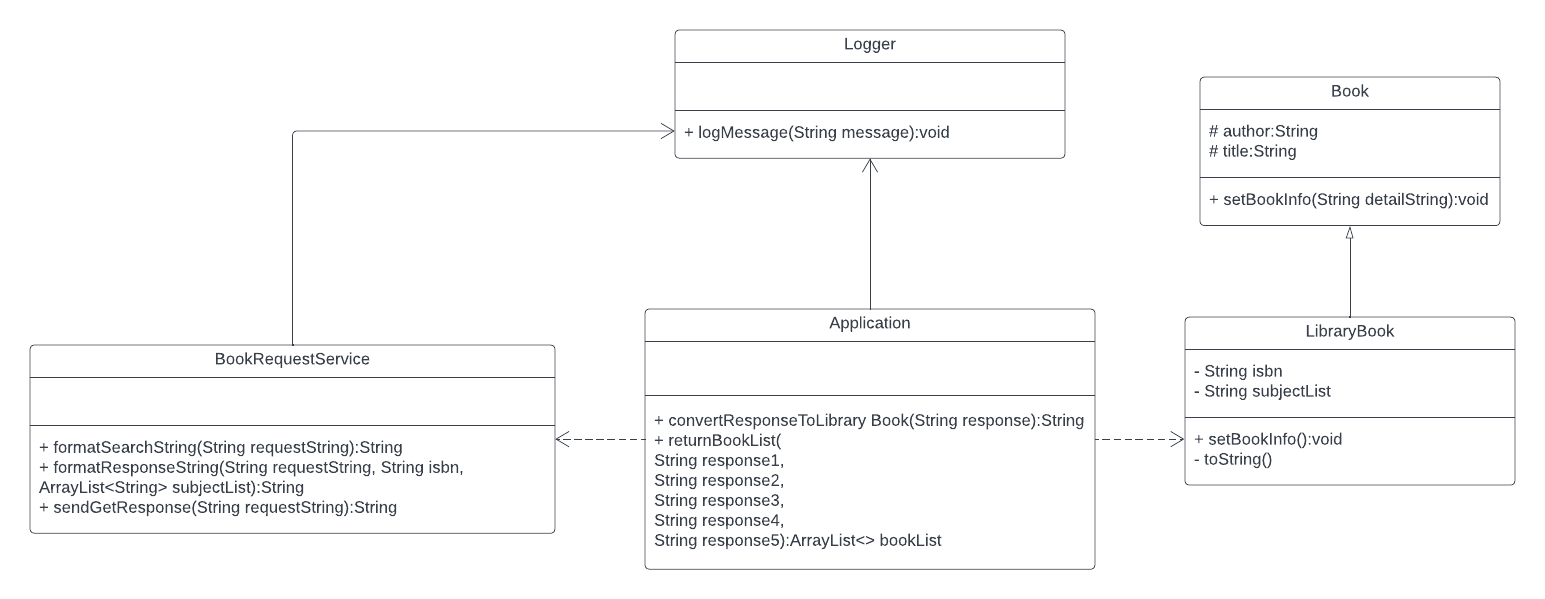 Logger
+ logMessage(String message):void
Book
# author:String
# title:String
+ setBookInfo(String detailString):void
BookRequestService
+ formatSearchString(String requestString):String
+ formatResponseString(String requestString, String isbn,
ArrayList<String> subjectList):String
+ sendGetResponse(String requestString):String
Application
+ convertResponseToLibrary Book(String response):String
+ returnBookList(
String response1,
String response2,
String response3,
String response4,
String response5):ArrayList<> bookList
LibraryBook
- String isbn
- String subjectList
+ setBookInfo():void
- toString()